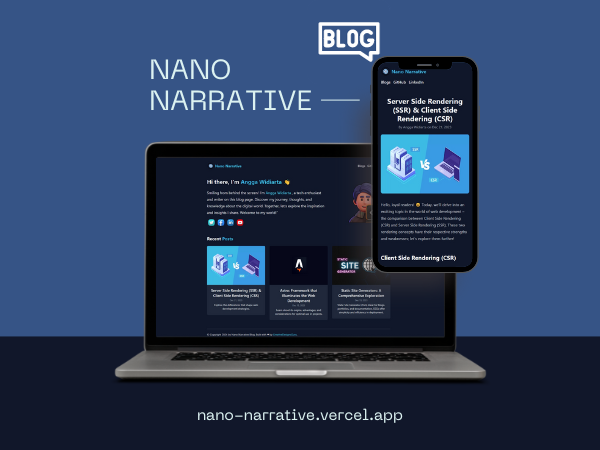 BLOG
NANO
NARRATIVE
Nano Narrative
Blogs GitHub LinkedIn
Server Side Rendering
(SSR) & Client Side
Rendering (CSR)
By Angga Widiarta on Dec 21, 2023
VS
Hello, loyal readers! Today, we'll delve into an
exciting topic in the world of web development -
the comparison between Client Side Rendering
(CSR) and Server Side Rendering (SSR). These two
rendering concepts have their respective strengths
and weaknesses, let's explore them further!
Client Side Rendering (CSR)
Nano Narrative
Hi there, I'm Angga Widiarta
Smiling from behind the screen! I'm Angga Widiarta, a tech enthusiast
and writer on this blog page. Discover my journey, thoughts, and
knowledge about the digital world. Together, let's explore the inspiration
and insights I share. Welcome to my world!
Recent Posts
VS
STATIC
SITE
GENERATOR
Server Side Rendering (SSR) &
Client Side Rendering (CSR)
Astro: Framework that
Illuminates the Web
Development
Static Site Generators: A
Comprehensive Exploration
nano-narrative.vercel.app